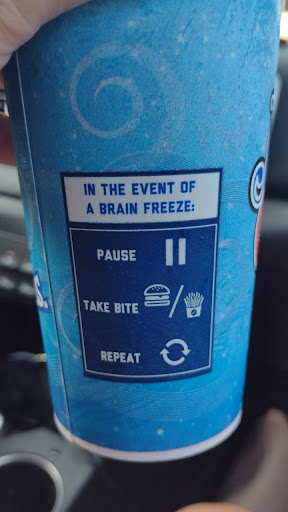 IN THE EVENT OF
A BRAIN FREEZE:
PAUSE
TAKE BITE /
REPEAT